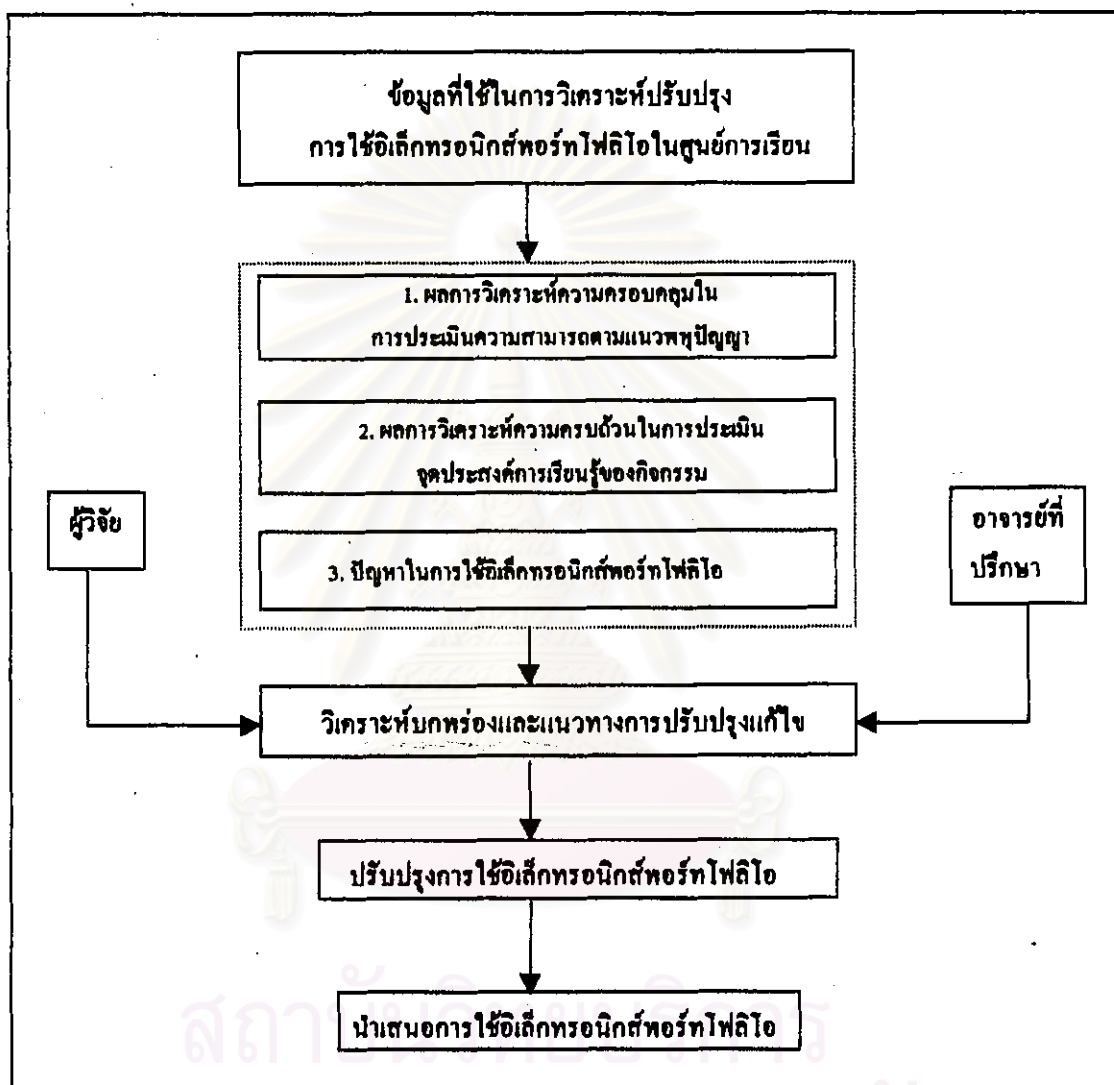 ข้อมูลที่ใช้ในการวิเคราะห์ปรับปรุง
การใช้อิเล็กทรอนิกส์พอร์ทโฟลิโอในศูนย์การเรียน
1. ผลการวิเคราะห์ความครอบคลุมใน
การประเมินความสามารถตามแนวพหุปัญญา
2. ผลการวิเคราะห์ความครบถ้วนในการประเมิน
จุดประสงค์การเรียนรู้ของกิจกรรม
3. ปัญหาในการใช้อิเล็กทรอนิกส์พอร์ทโฟลิโอ
ผู้วิจัย
อาจารย์ที่
ปรึกษา
วิเคราะห์บกพร่องและแนวทางการปรับปรุงแก้ไข
ปรับปรุงการใช้อิเล็กทรอนิกส์พอร์ทโฟลิโอ
นำเสนอการใช้อิเล็กทรอนิกส์พอร์ทโฟลิโอ
สถาบันวิทยบริการ